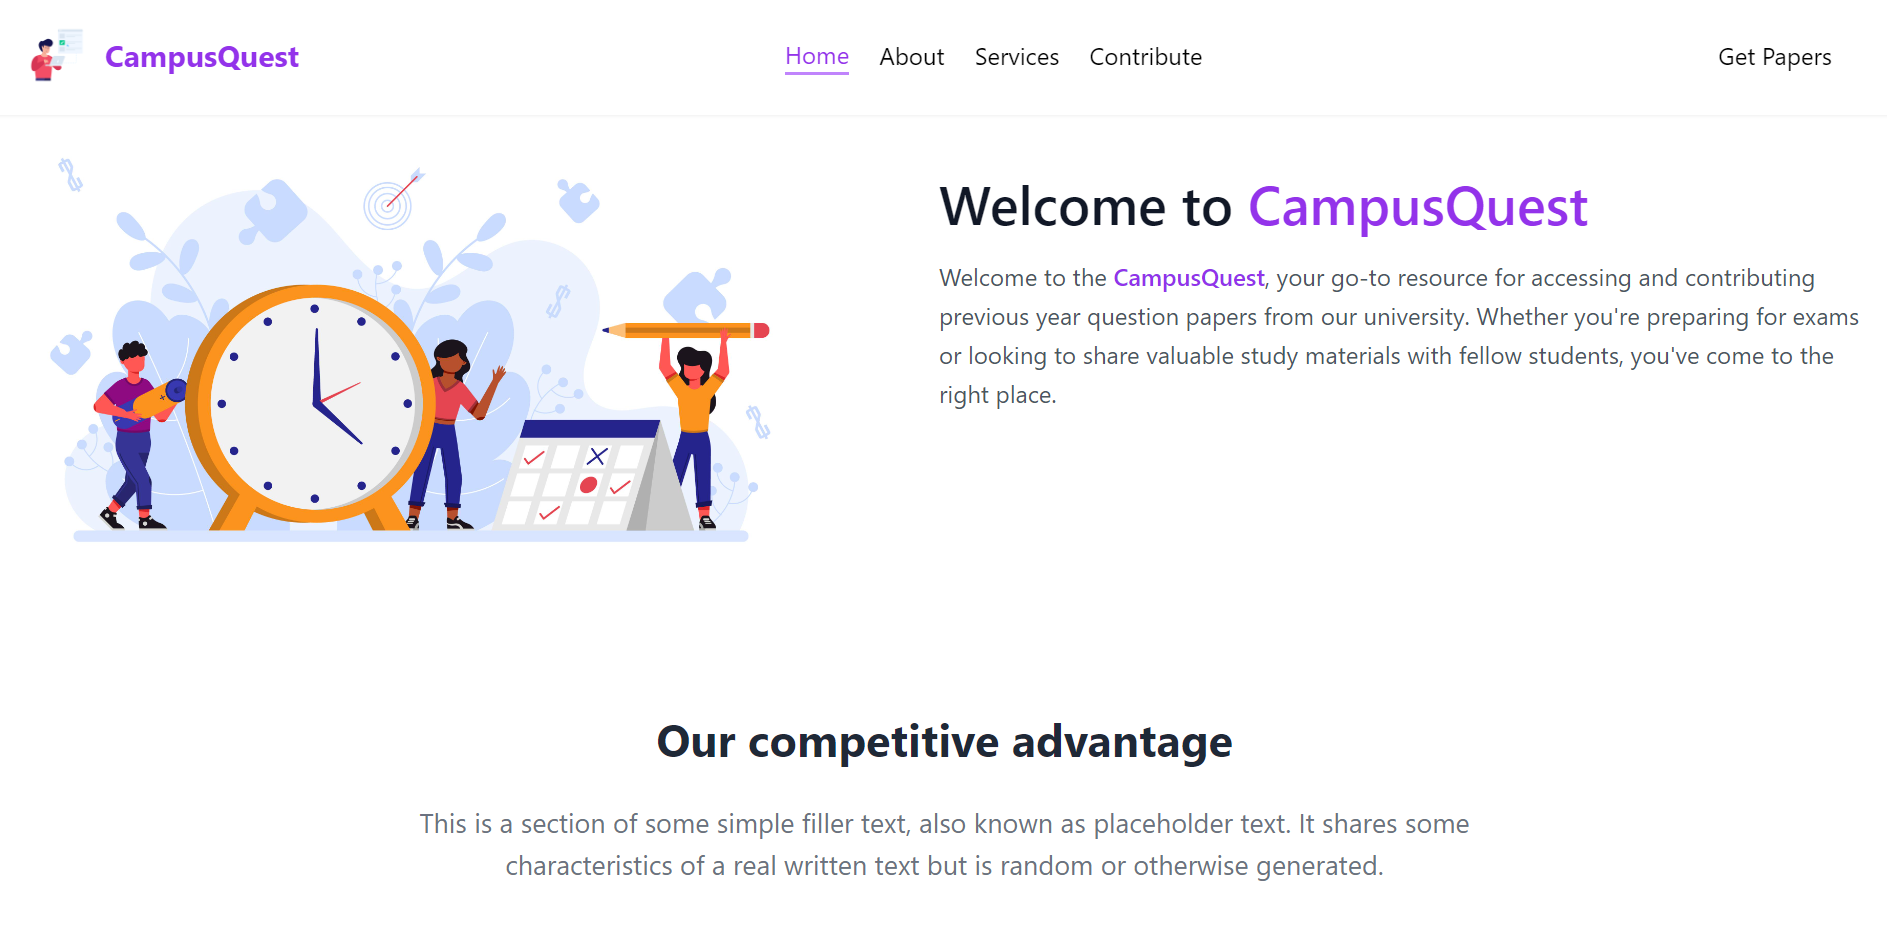 CampusQuest
Home About Services Contribute
Get Papers
Welcome to CampusQuest
Welcome to the CampusQuest, your go-to resource for accessing and contributing
previous year question papers from our university. Whether you're preparing for exams
or looking to share valuable study materials with fellow students, you've come to the
right place.
Our competitive advantage
This is a section of some simple filler text, also known as placeholder text. It shares some
characteristics of a real written text but is random or otherwise generated.